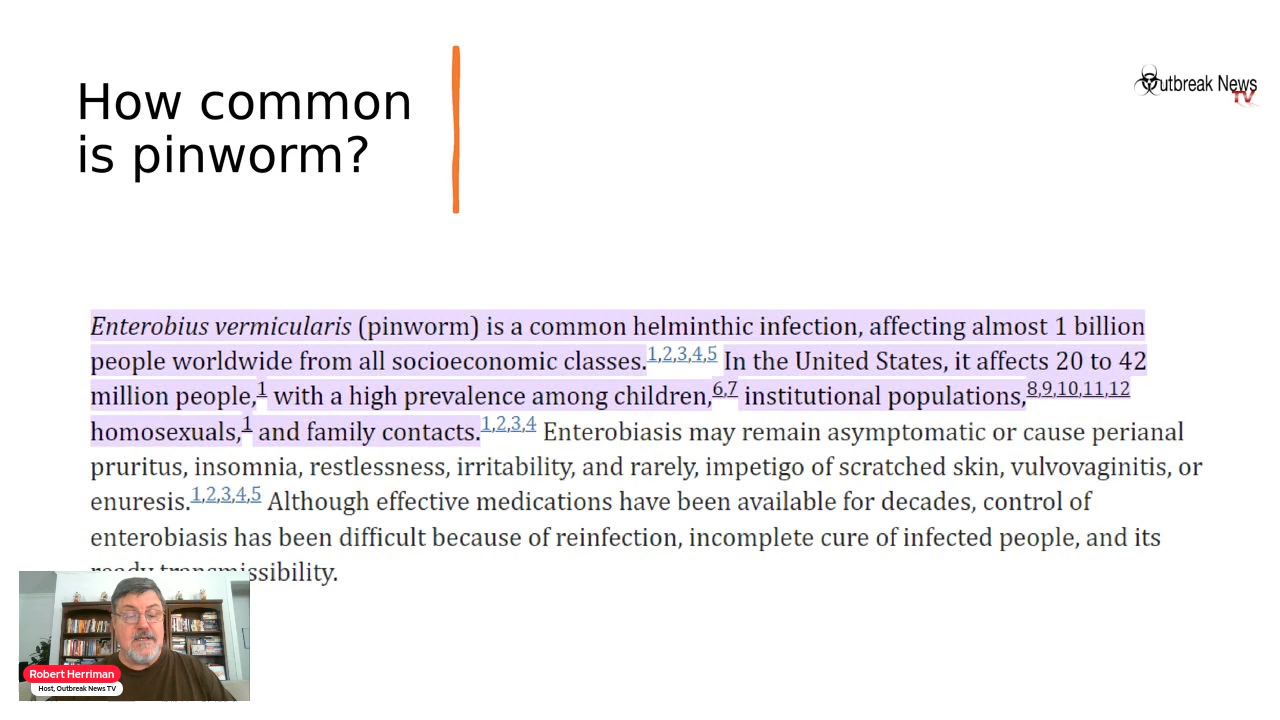 How common
is pinworm?
Outbreak News
TV
Enterobius vermicularis (pinworm) is a common helminthic infection, affecting almost 1 billion
people worldwide from all socioeconomic classes.1,2,3,4,5 In the United States, it affects 20 to 42
million people,1 with a high prevalence among children,6,7 institutional populations,8,9,10,11,12
homosexuals,1 and family contacts.1,2,3,4 Enterobiasis may remain asymptomatic or cause perianal
pruritus, insomnia, restlessness, irritability, and rarely, impetigo of scratched skin, vulvovaginitis, or
enuresis.1,2,3,4,5 Although effective medications have been available for decades, control of
enterobiasis has been difficult because of reinfection, incomplete cure of infected people, and its
ready transmissibility.
Robert Herriman
Host, Outbreak News TV